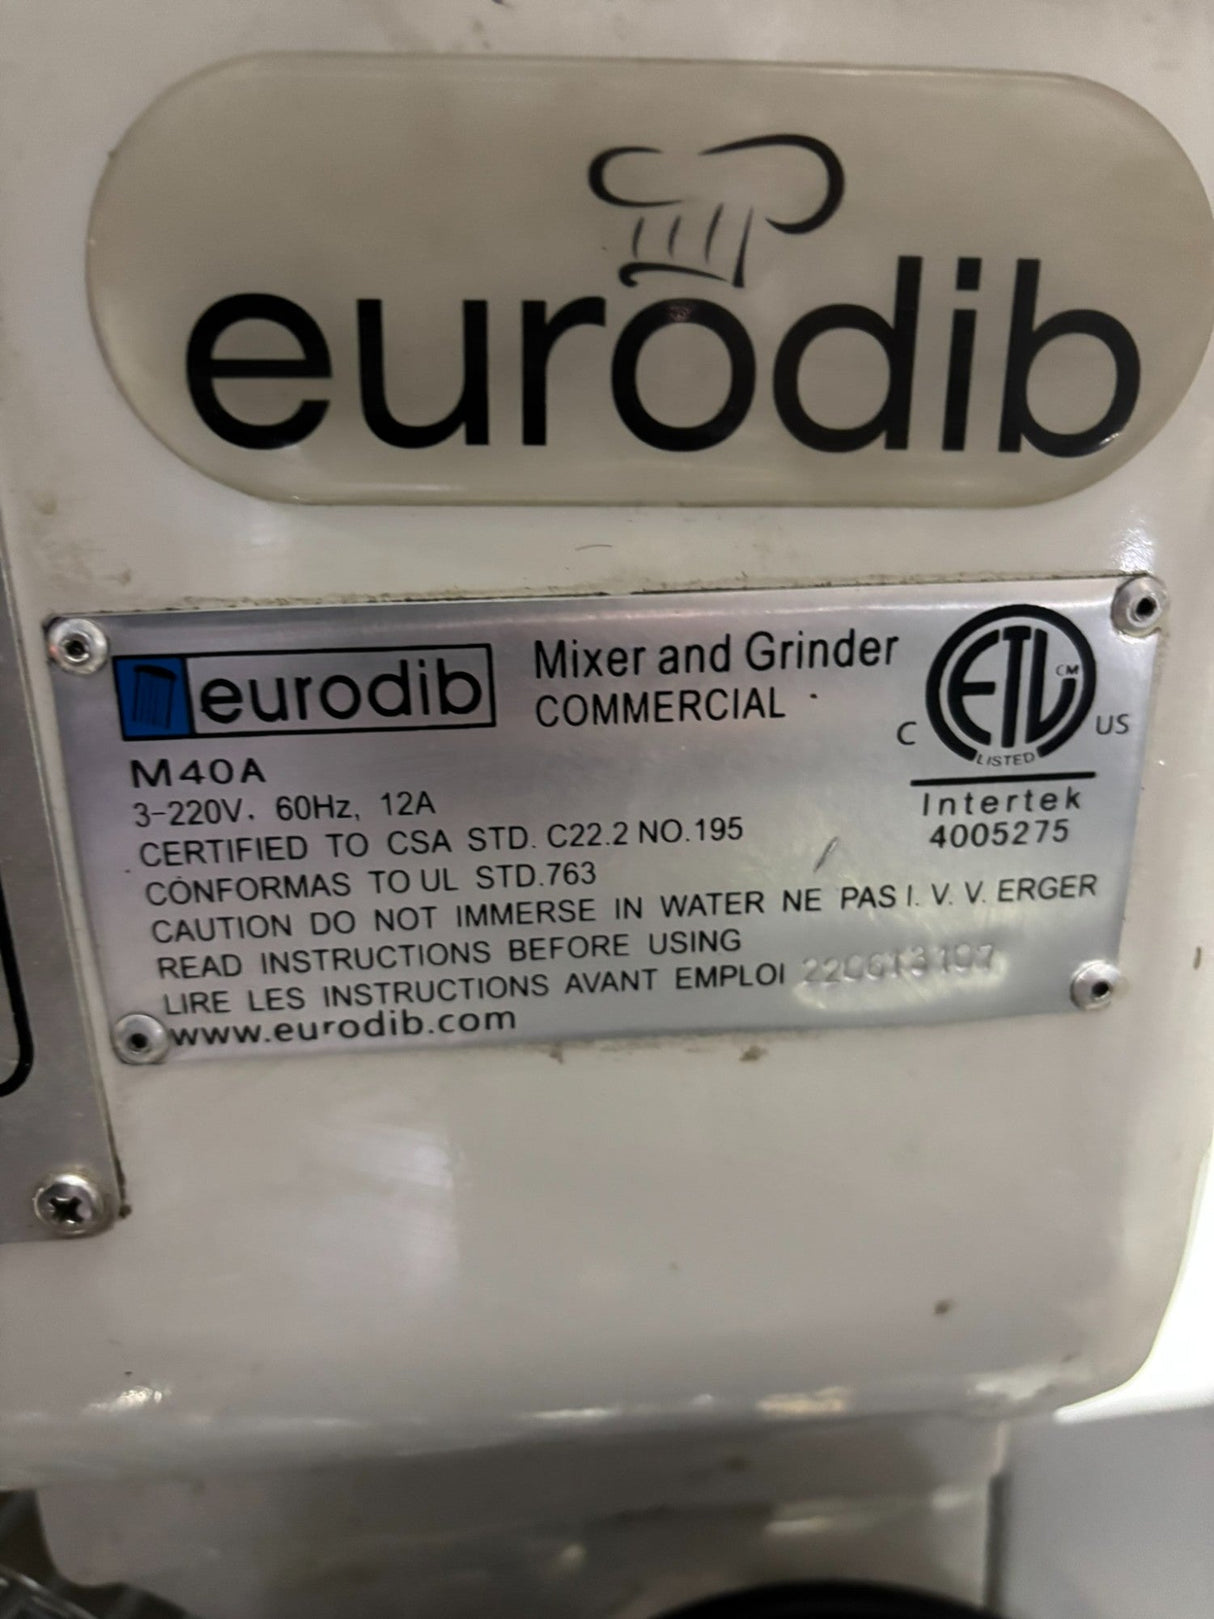 eurodib
eurodib
Mixer and Grinder
COMMERCIAL
ETL CM
C US
LISTED
Intertek
4005275
M40A
3-220V. 60Hz, 12A
CERTIFIED TO CSA STD. C22.2 NO.195
CONFORMAS TO UL STD.763
CAUTION DO NOT IMMERSE IN WATER NE PAS I. V. V. ERGER
READ INSTRUCTIONS BEFORE USING
LIRE LES INSTRUCTIONS AVANT EMPLOI
www.eurodib.com